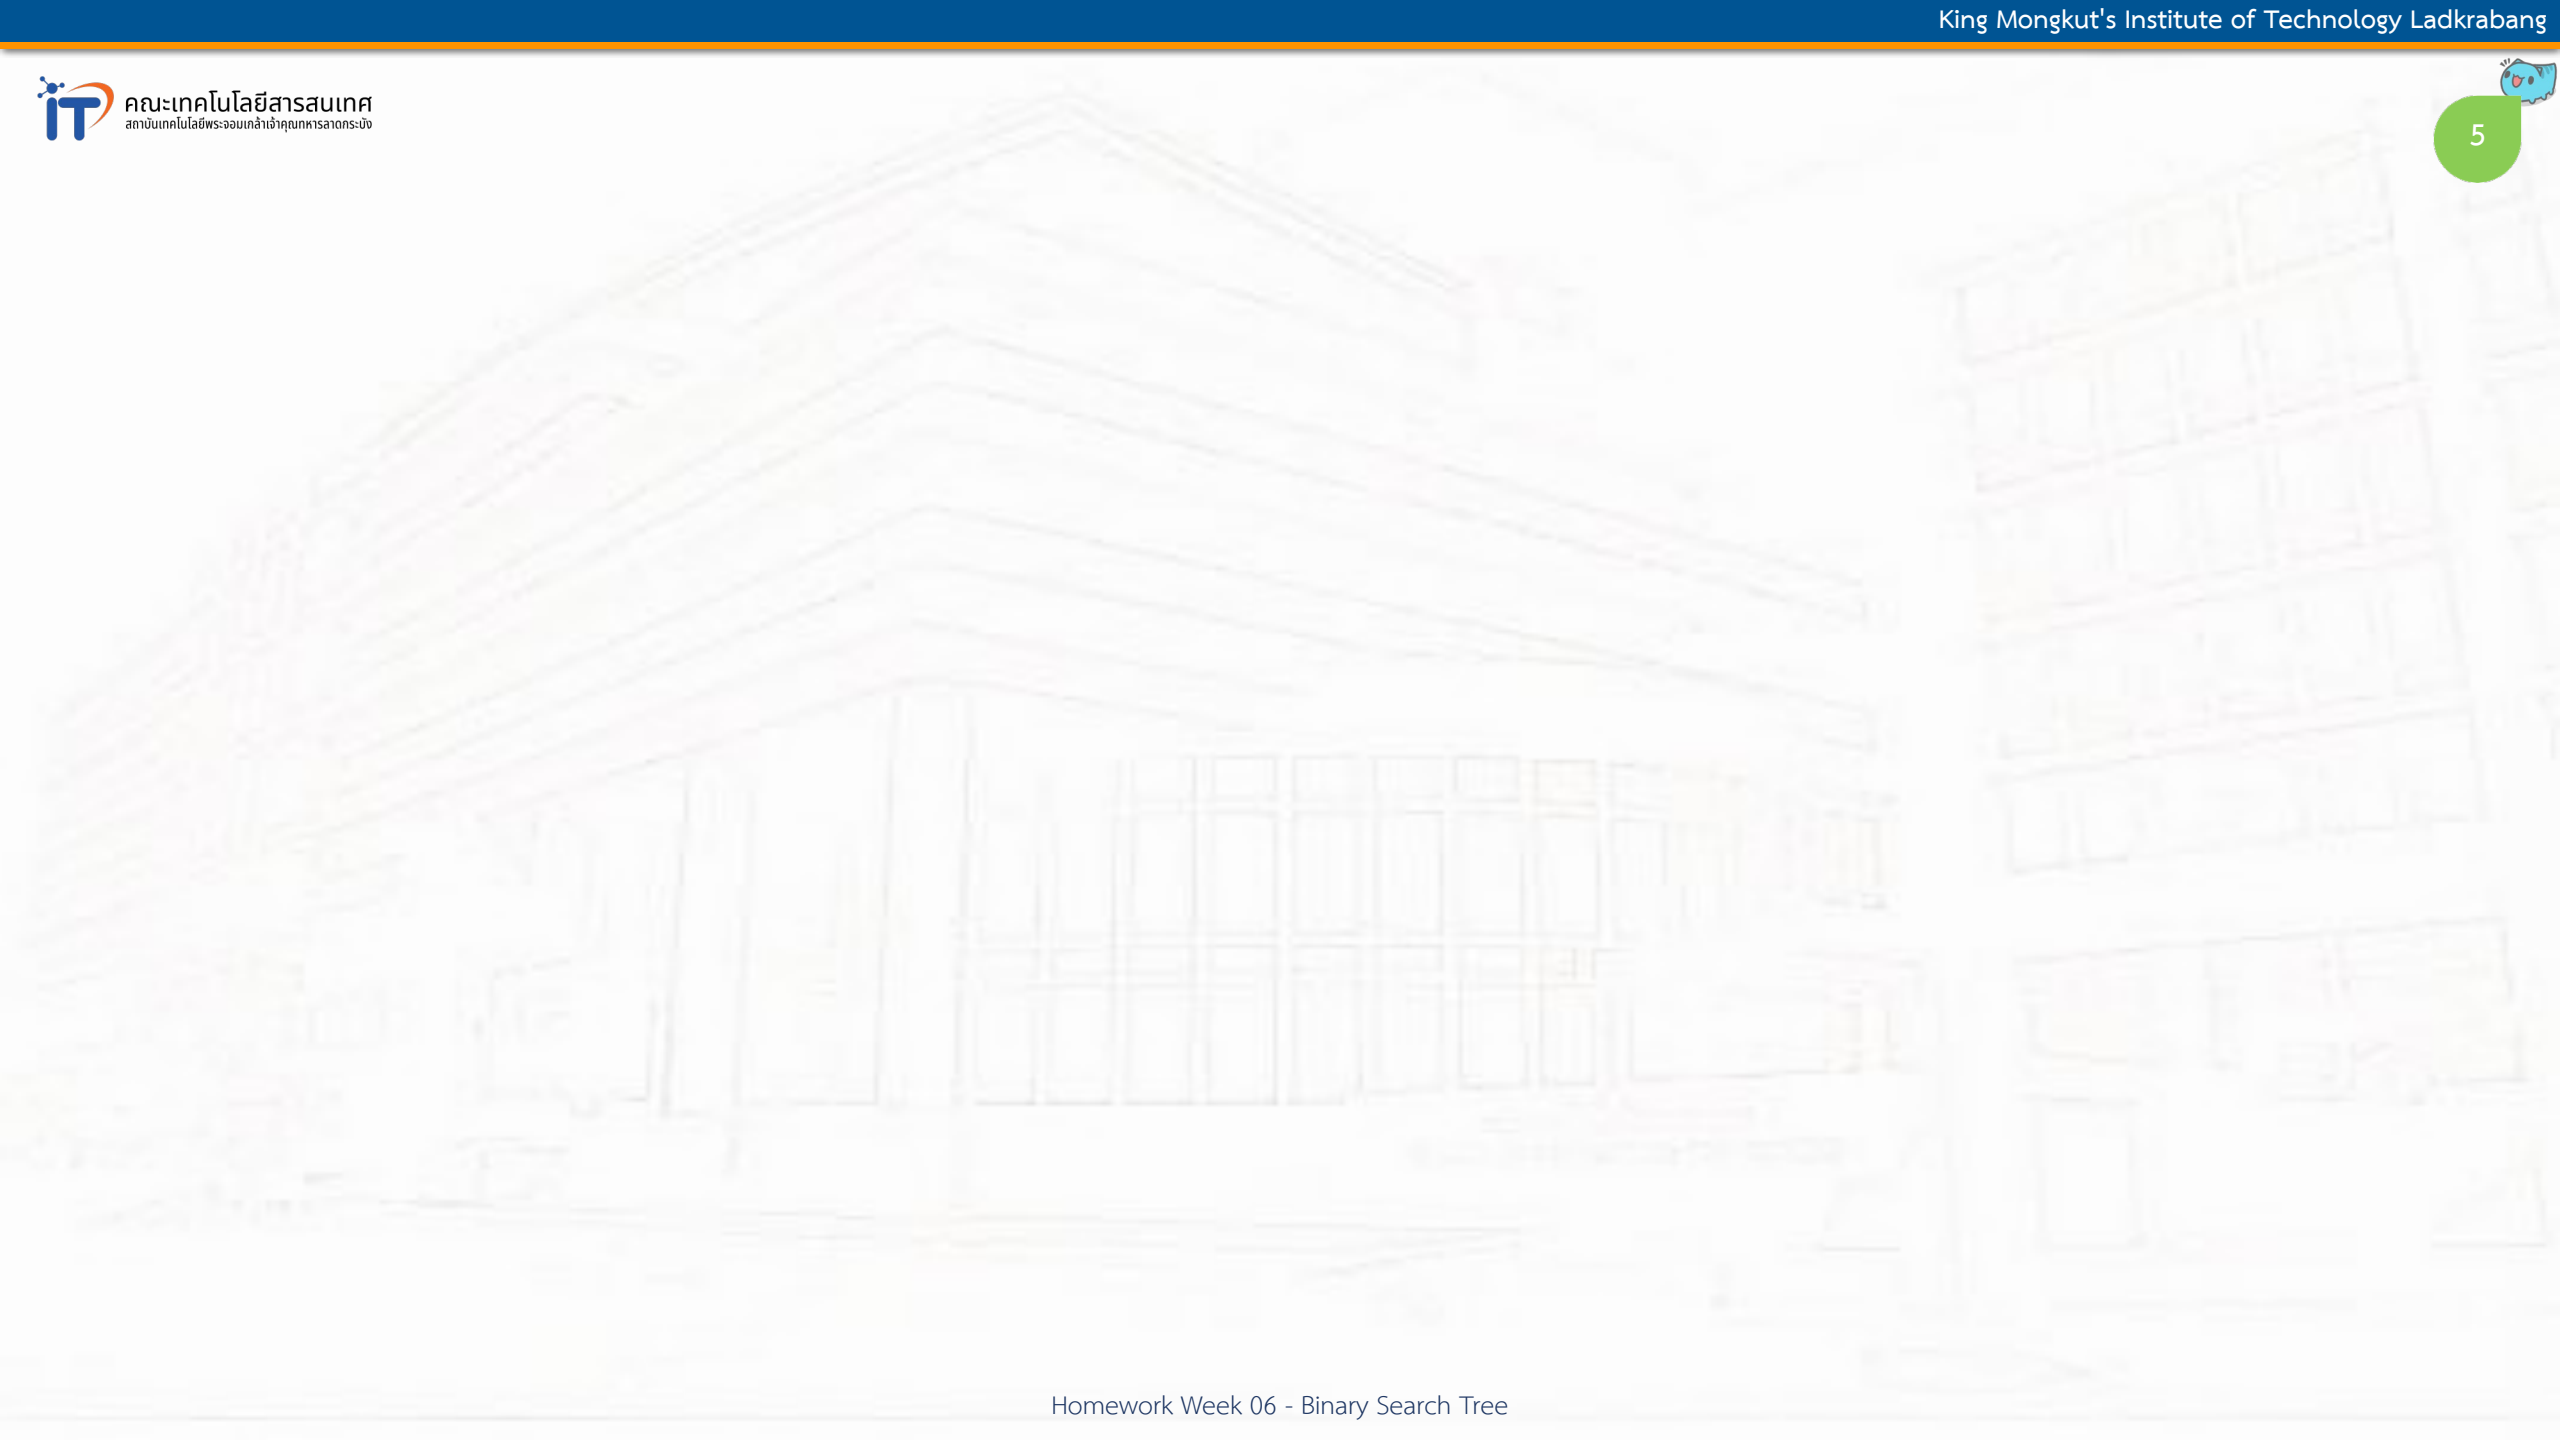 King Mongkut's Institute of Technology Ladkrabang
iT คณะเทคโนโลยีสารสนเทศ
สถาบันเทคโนโลยีพระจอมเกล้าเจ้าคุณทหารลาดกระบัง
5
Homework Week 06 - Binary Search Tree